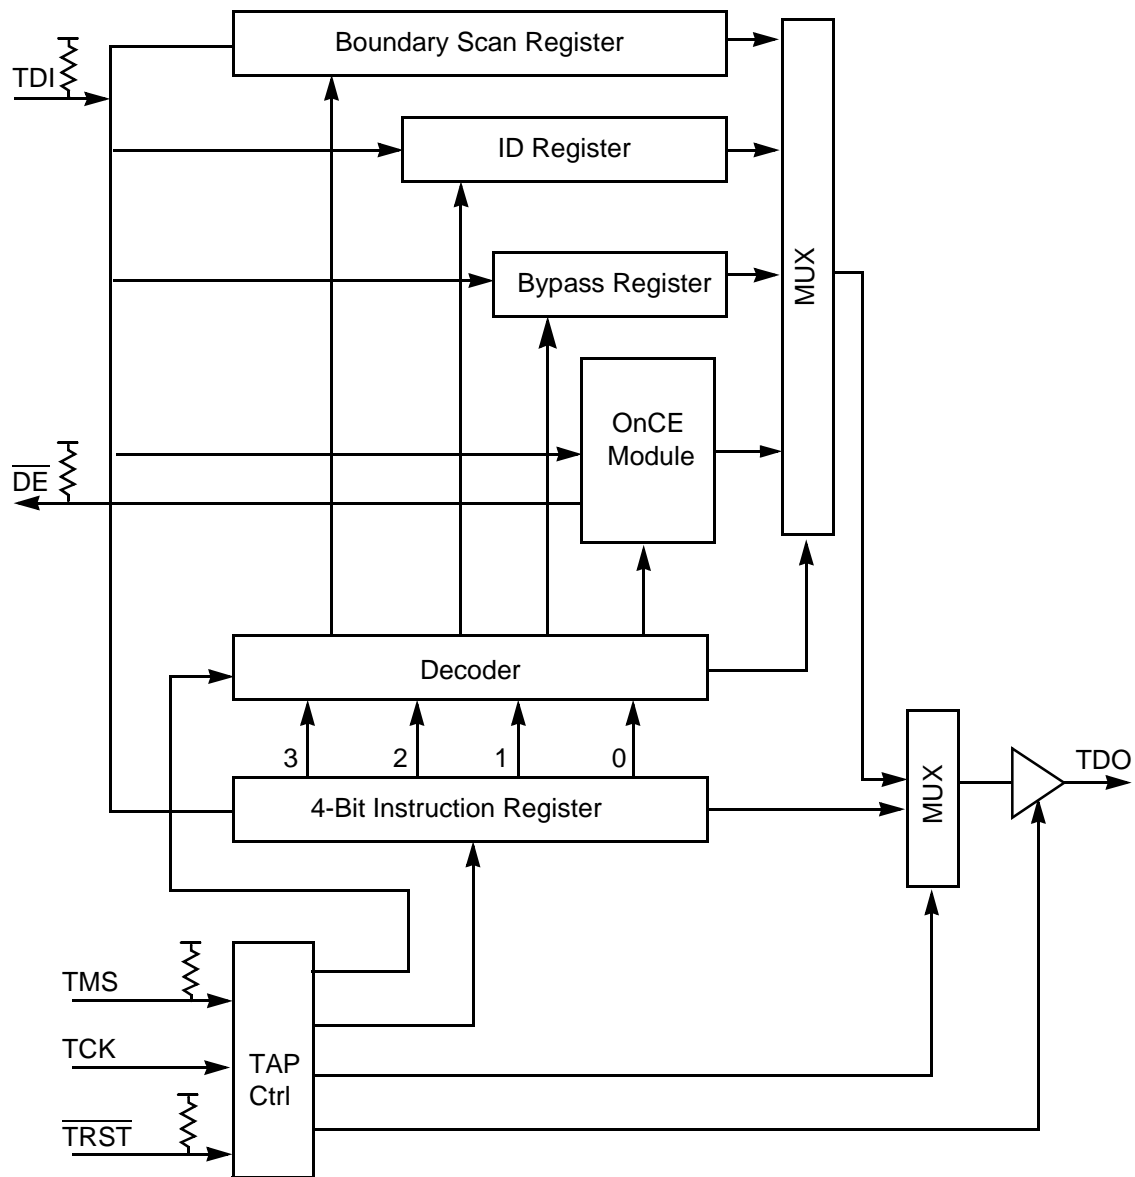 Boundary Scan Register
TDI
ID Register
Bypass Register
MUX
OnCE
Module
DE
Decoder
3 2 1 0
4-Bit Instruction Register
MUX
TDO
TMS
TCK
TAP
Ctrl
TRST